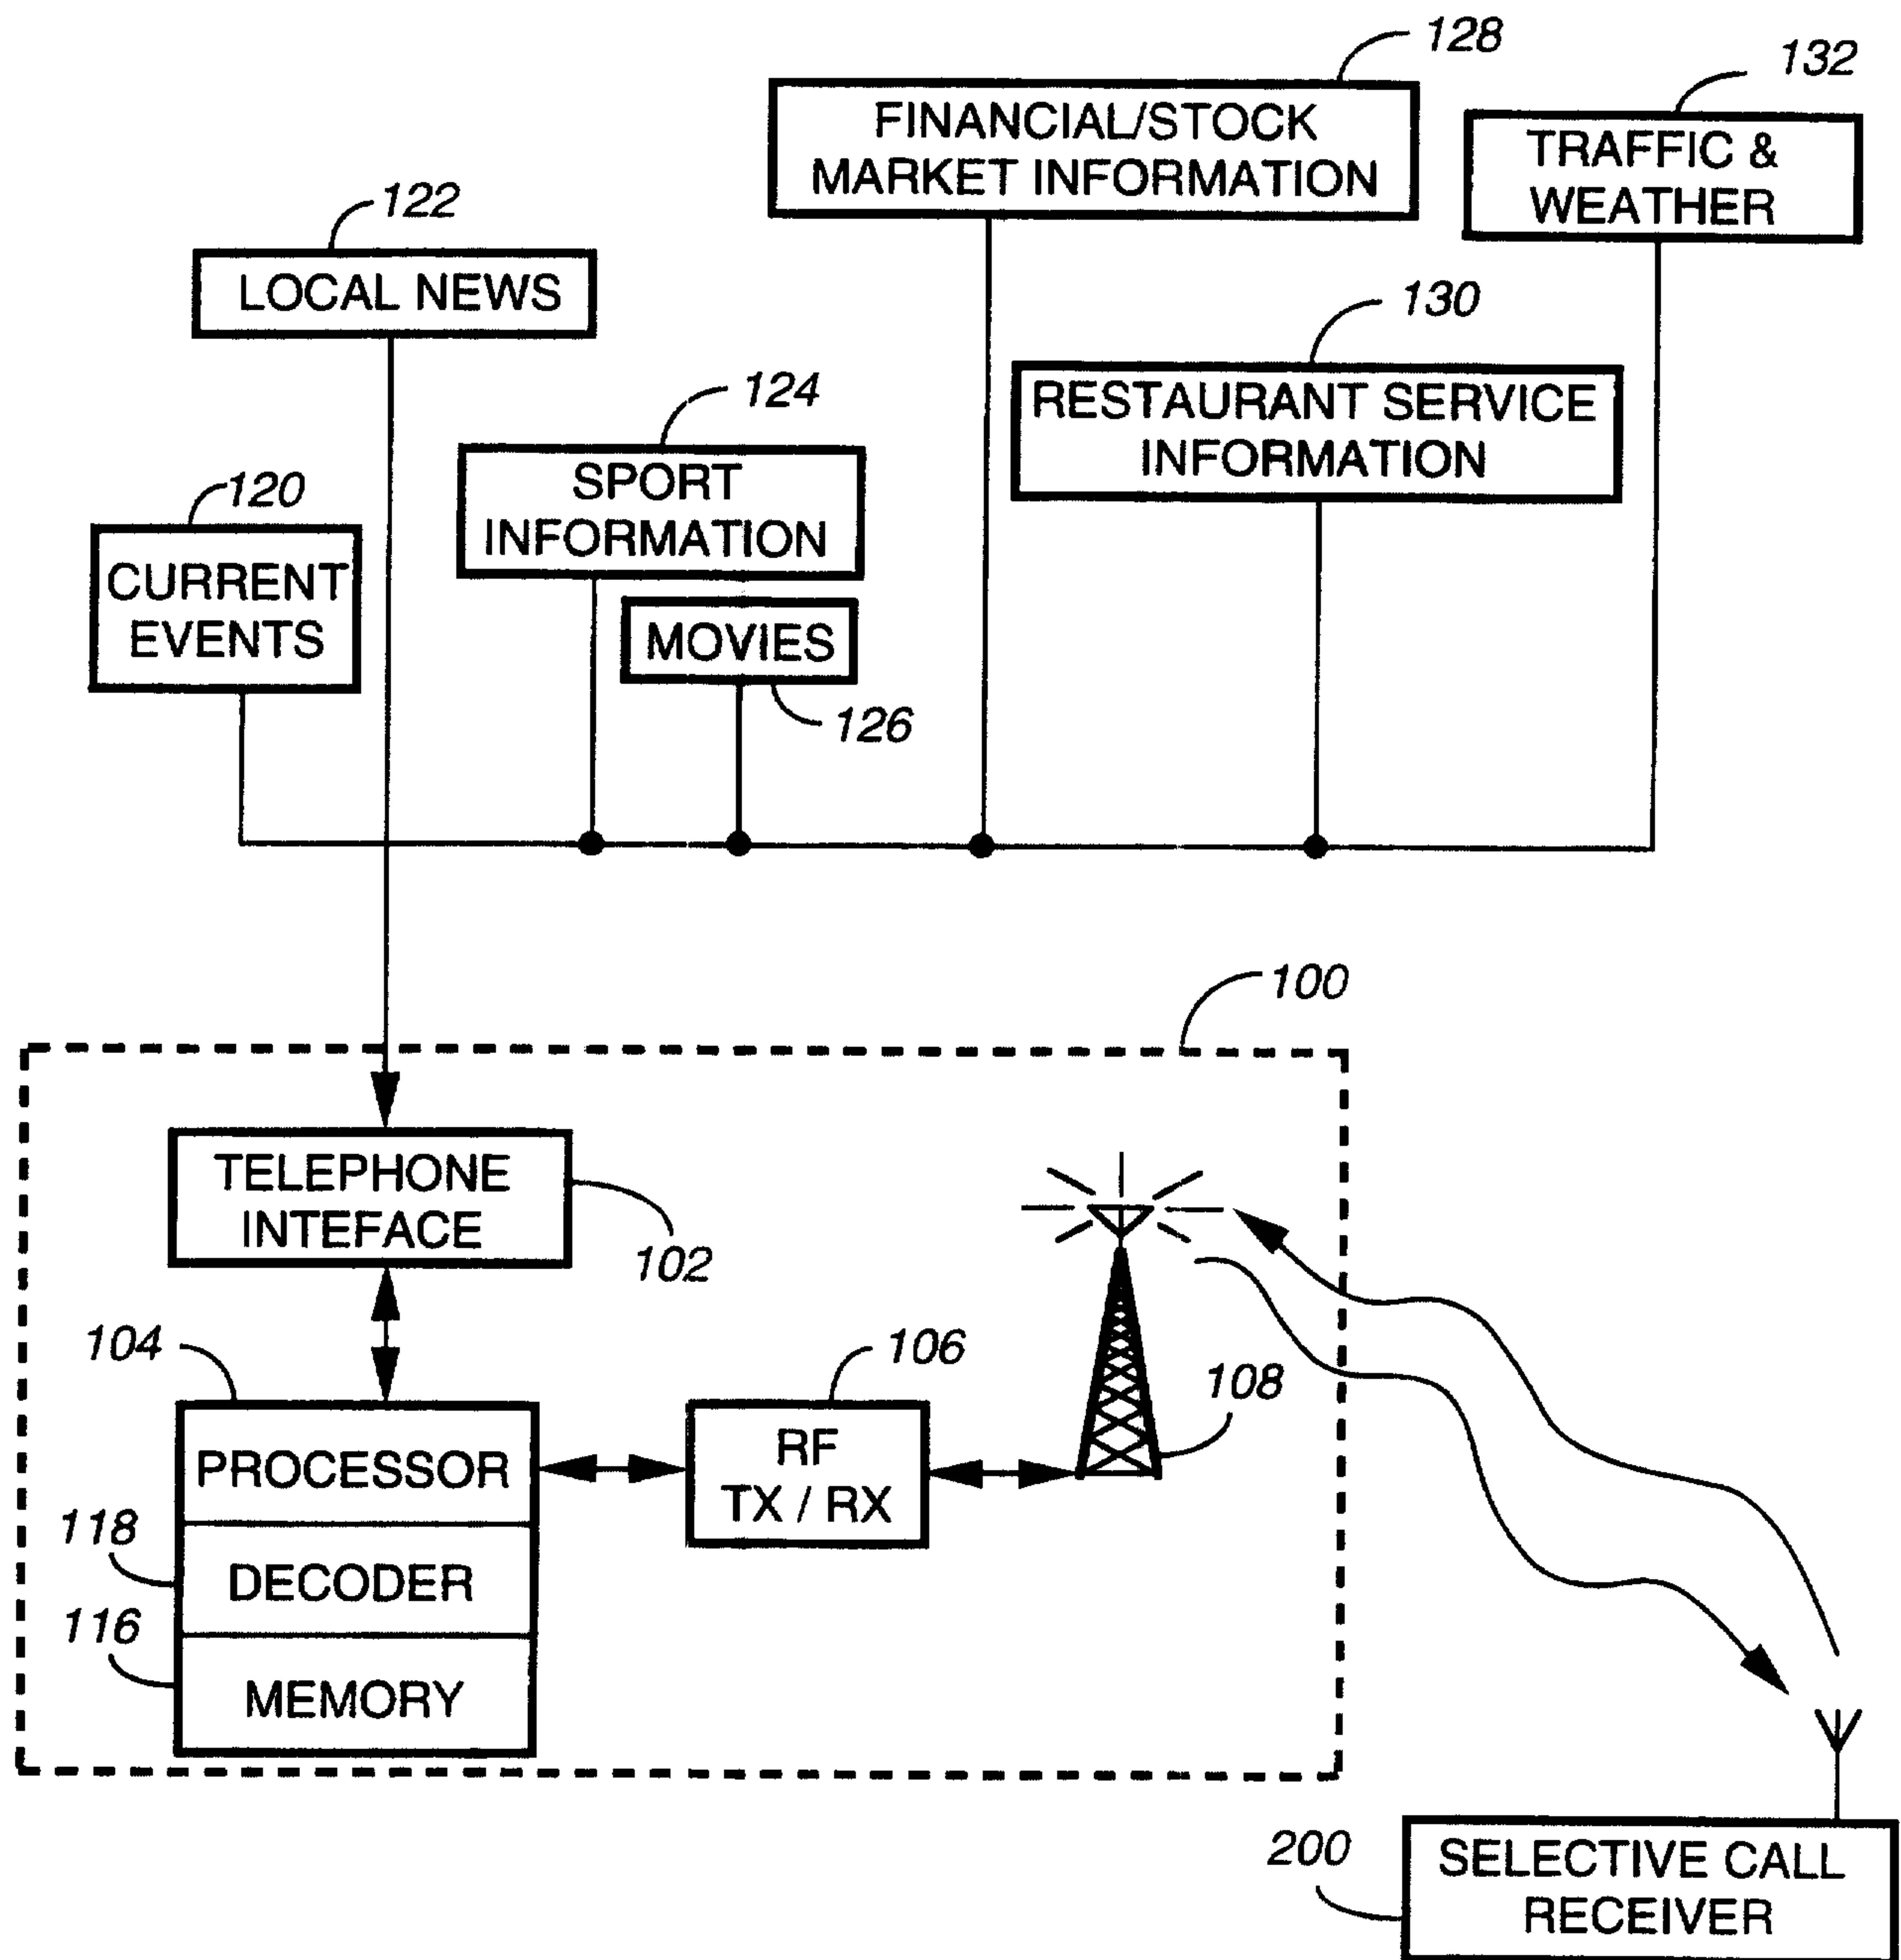 128
FINANCIAL/STOCK
MARKET INFORMATION
132
TRAFFIC &
WEATHER
122
LOCAL NEWS
130
RESTAURANT SERVICE
INFORMATION
124
SPORT
INFORMATION
120
CURRENT
EVENTS
MOVIES
126
100
TELEPHONE
INTEFACE
102
104
PROCESSOR
106
RF
TX / RX
108
118
DECODER
116
MEMORY
200
SELECTIVE CALL
RECEIVER